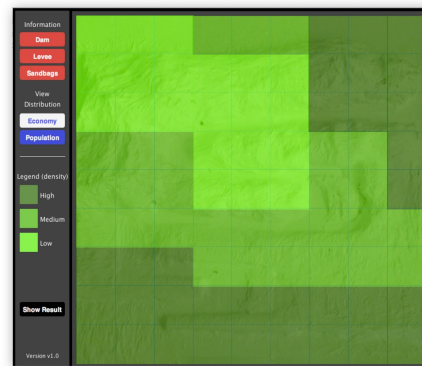 Information
Dam
Levee
Sandbags
View
Distribution
Economy
Population
Legend (density)
High
Medium
Low
Show Result
Version v1.0